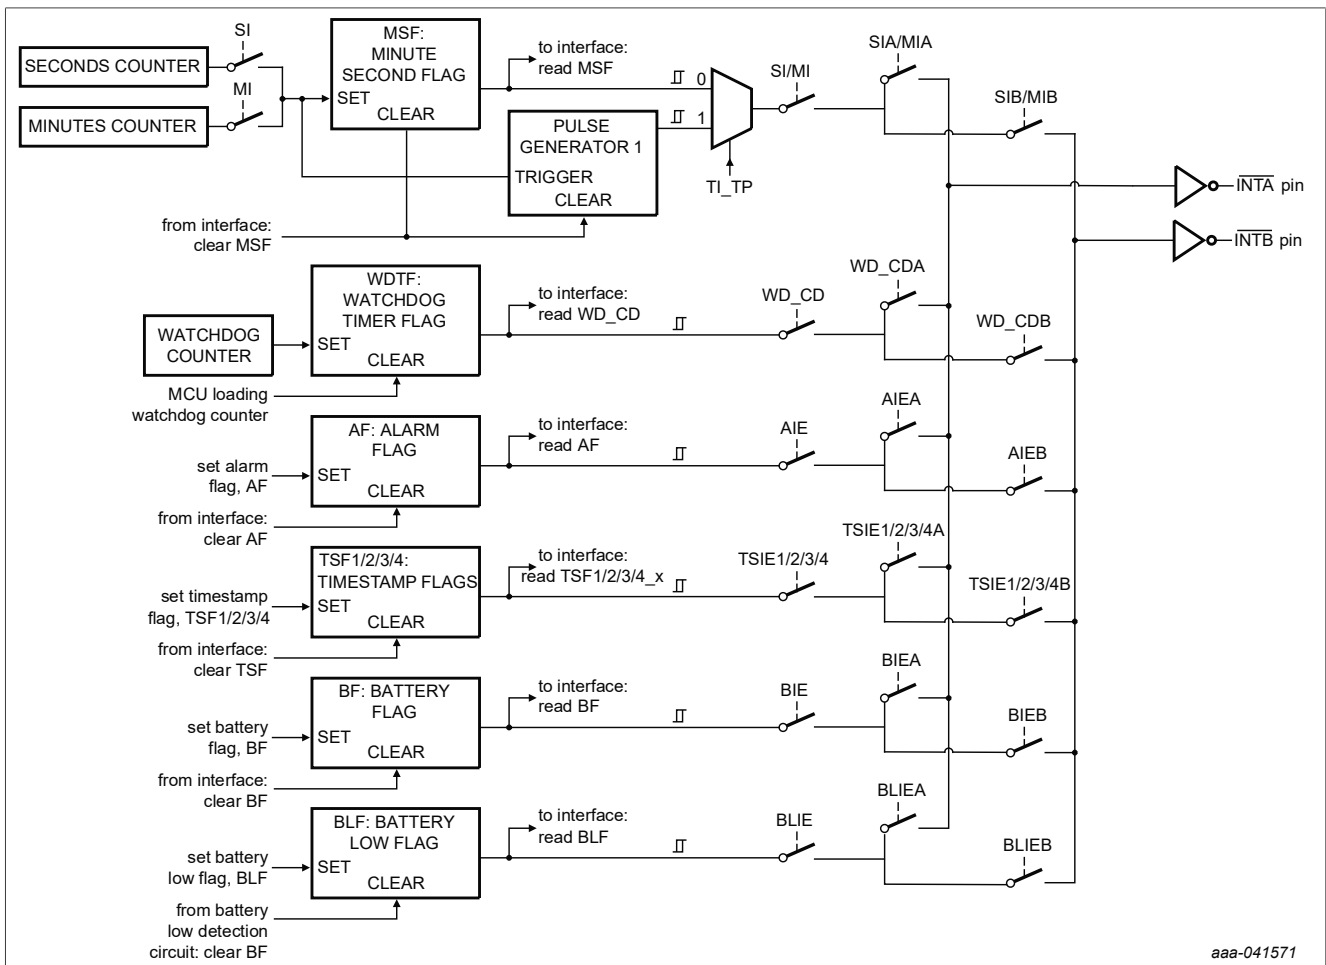 SI
SECONDS COUNTER
MI
MINUTES COUNTER
MSF:
MINUTE
SECOND FLAG
SET
CLEAR
to interface:
read MSF
PULSE
GENERATOR 1
TRIGGER
CLEAR
0
1
TI_TP
SI/MI
SIA/MIA
SIB/MIB
INTA pin
INTB pin
from interface:
clear MSF
WATCHDOG
COUNTER
WDTF:
WATCHDOG
TIMER FLAG
SET
CLEAR
to interface:
read WD_CD
WD_CD
WD_CDA
WD_CDB
MCU loading
watchdog counter
set alarm
flag, AF
AF: ALARM
FLAG
SET
CLEAR
to interface:
read AF
AIE
AIEA
AIEB
from interface:
clear AF
set timestamp
flag, TSF1/2/3/4
TSF1/2/3/4:
TIMESTAMP FLAGS
SET
CLEAR
to interface:
read TSF1/2/3/4_x
TSIE1/2/3/4
TSIE1/2/3/4A
TSIE1/2/3/4B
from interface:
clear TSF
set battery
flag, BF
BF: BATTERY
FLAG
SET
CLEAR
to interface:
read BF
BIE
BIEA
BIEB
from interface:
clear BF
set battery
low flag, BLF
BLF: BATTERY
LOW FLAG
SET
CLEAR
to interface:
read BLF
BLIE
BLIEA
BLIEB
from battery
low detection
circuit: clear BF
aaa-041571